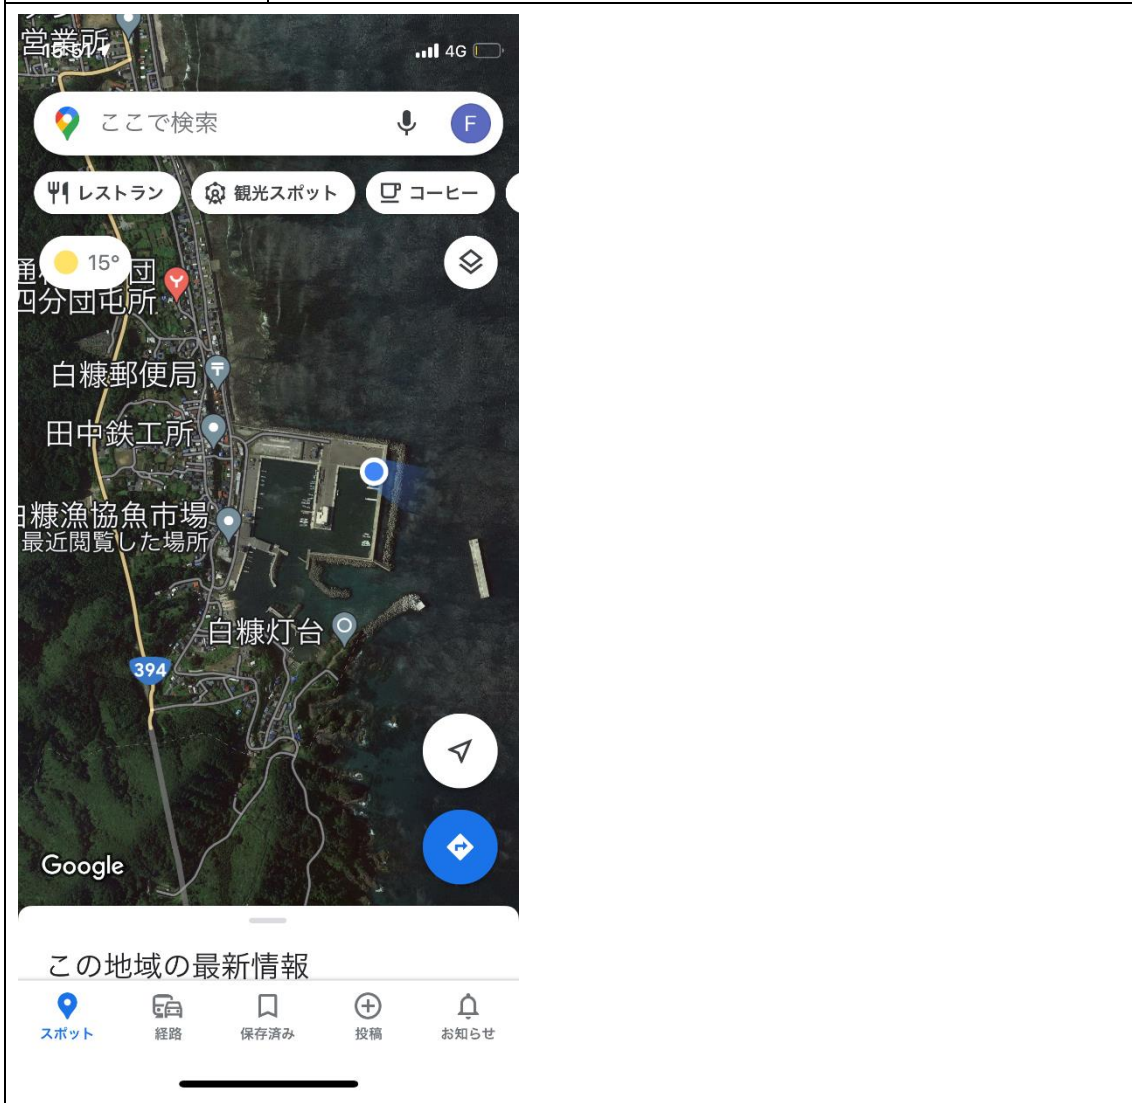 営業所
15:51
4G
ここで検索
F
レストラン
観光スポット
コーヒー
15°
団
四分団屯所
白糠郵便局
田中鉄工所
糠漁協魚市場
最近閲覧した場所
白糠灯台
394
Google
この地域の最新情報
スポット
経路
保存済み
投稿
お知らせ